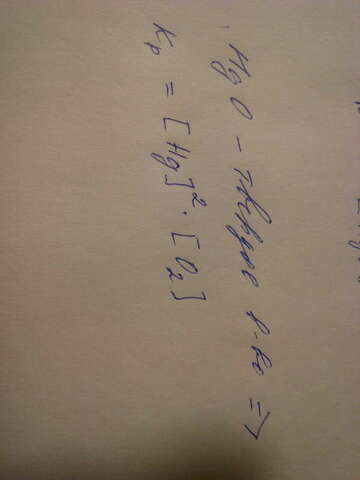 HgO - твердое в-во =>
Kp = [Hg]² · [O₂]